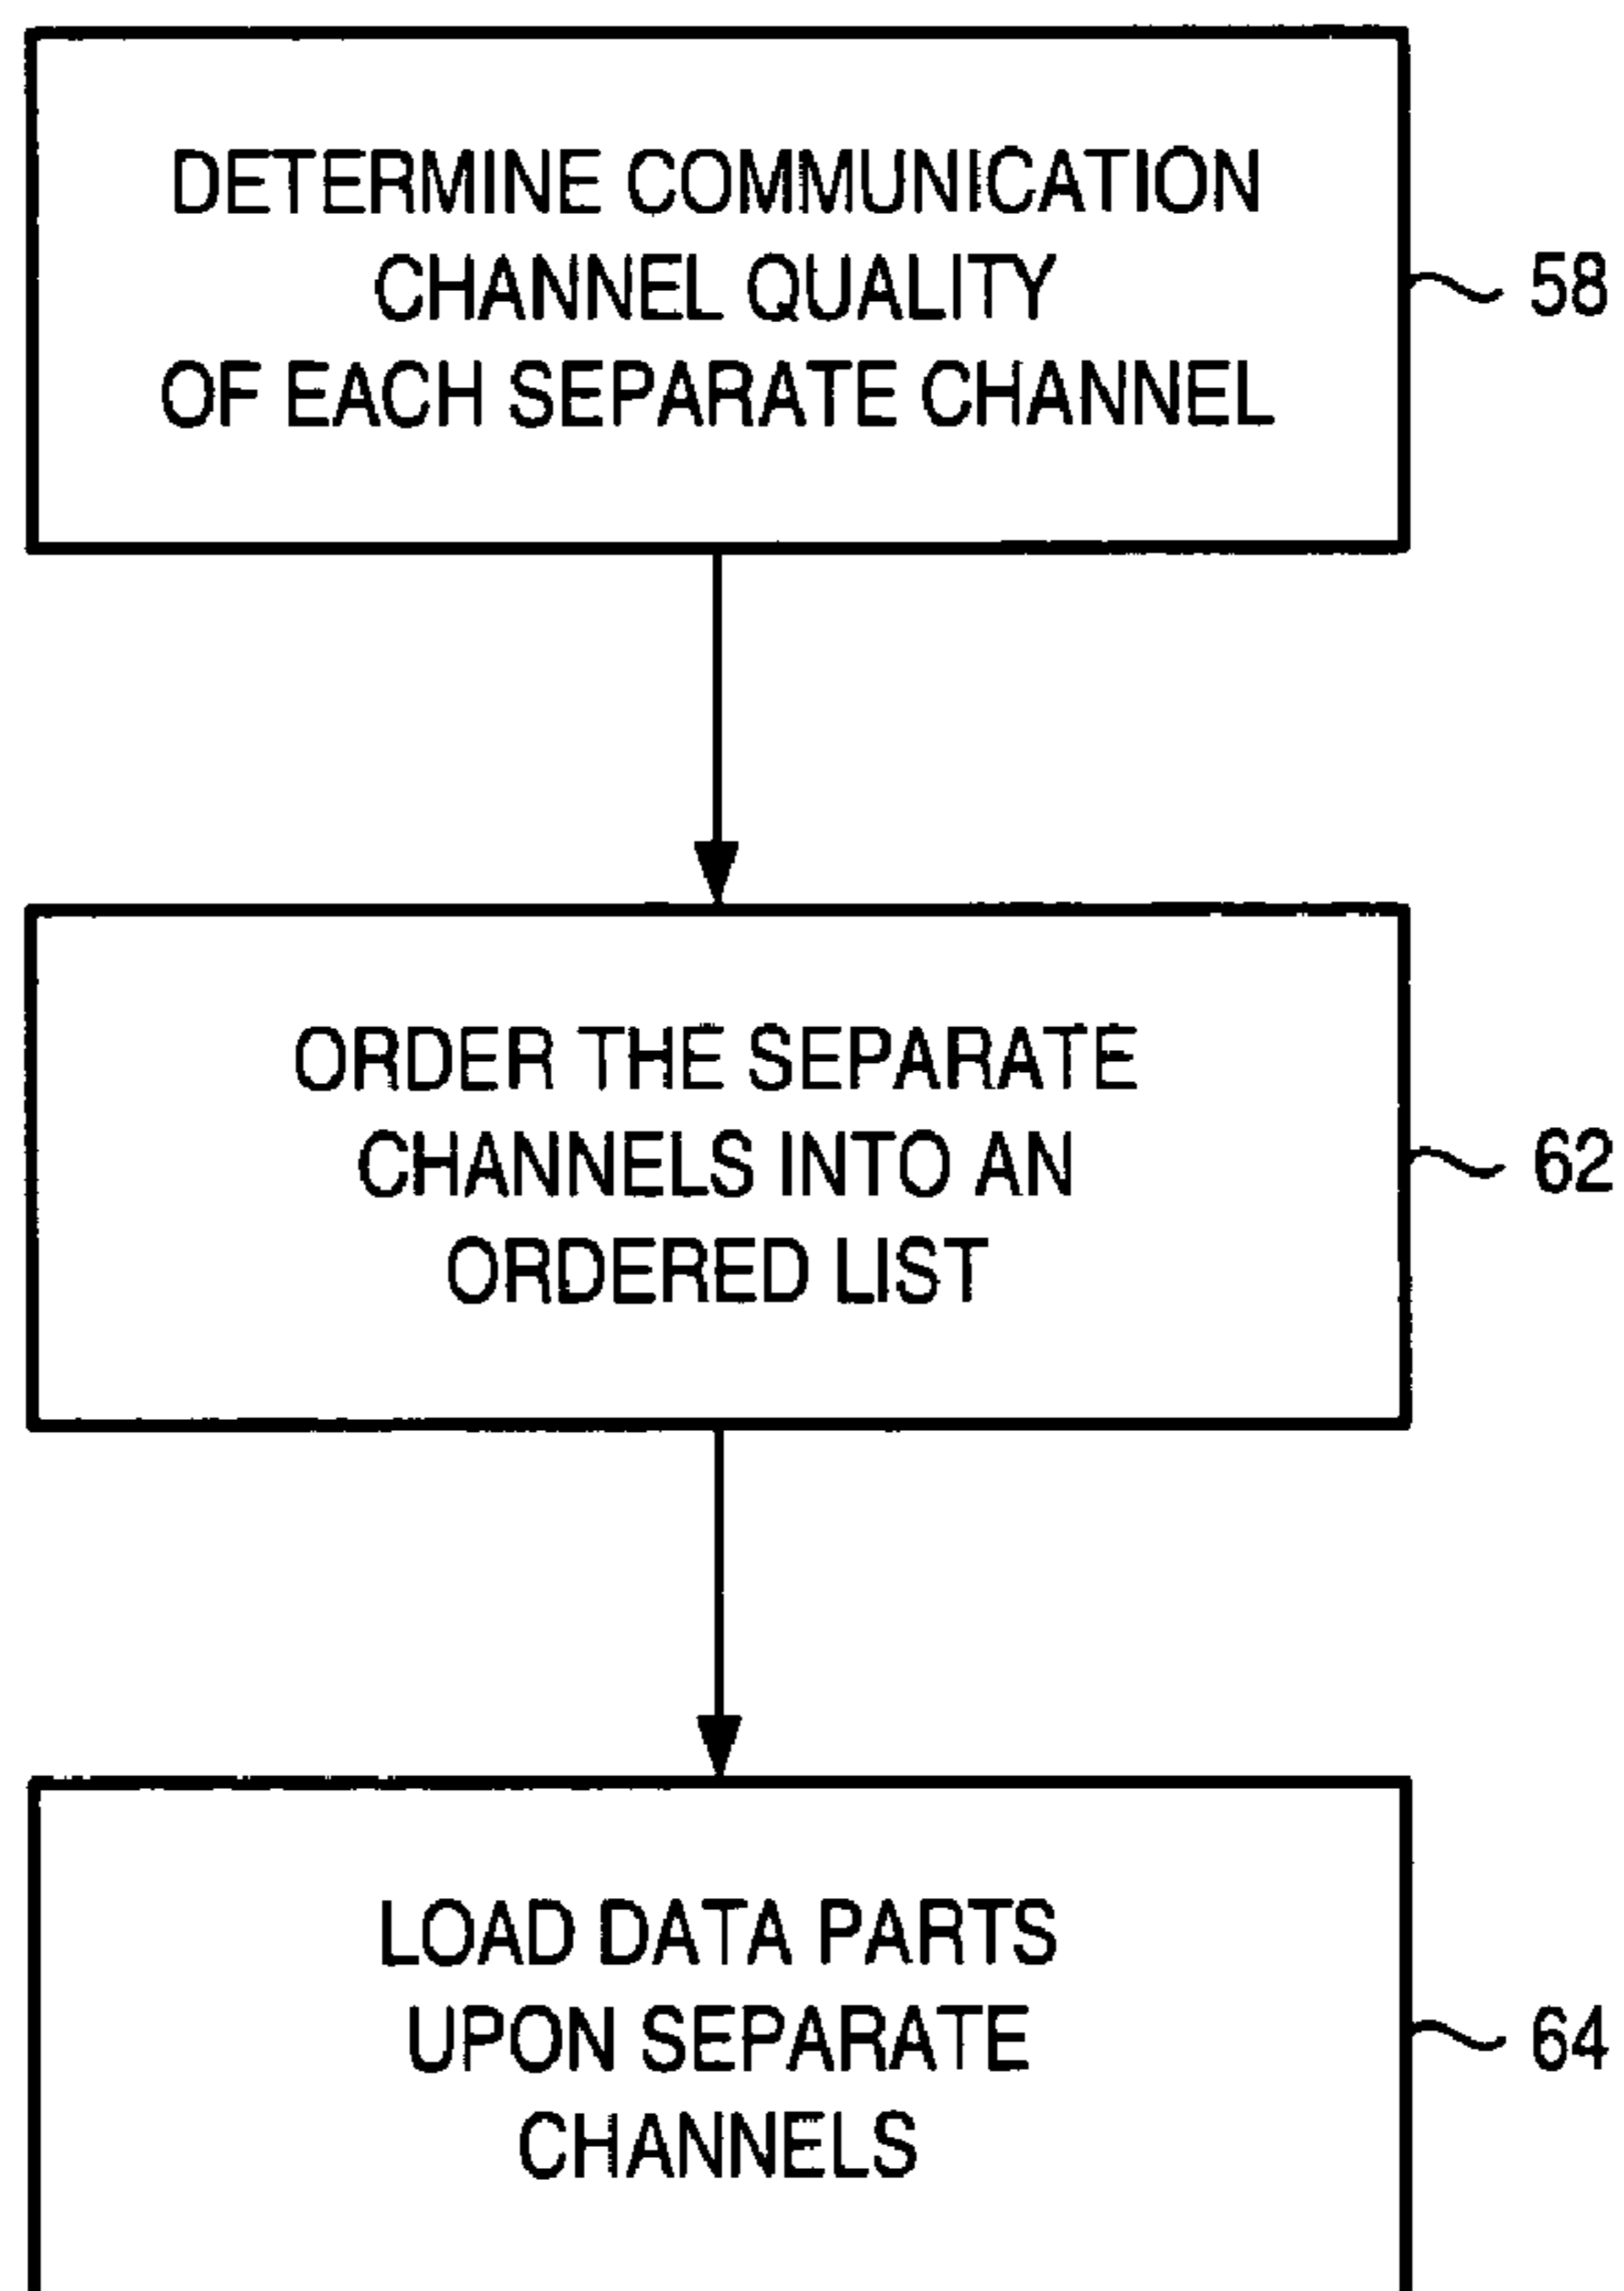 DETERMINE COMMUNICATION
CHANNEL QUALITY
OF EACH SEPARATE CHANNEL
58
ORDER THE SEPARATE
CHANNELS INTO AN
ORDERED LIST
62
LOAD DATA PARTS
UPON SEPARATE
CHANNELS
64